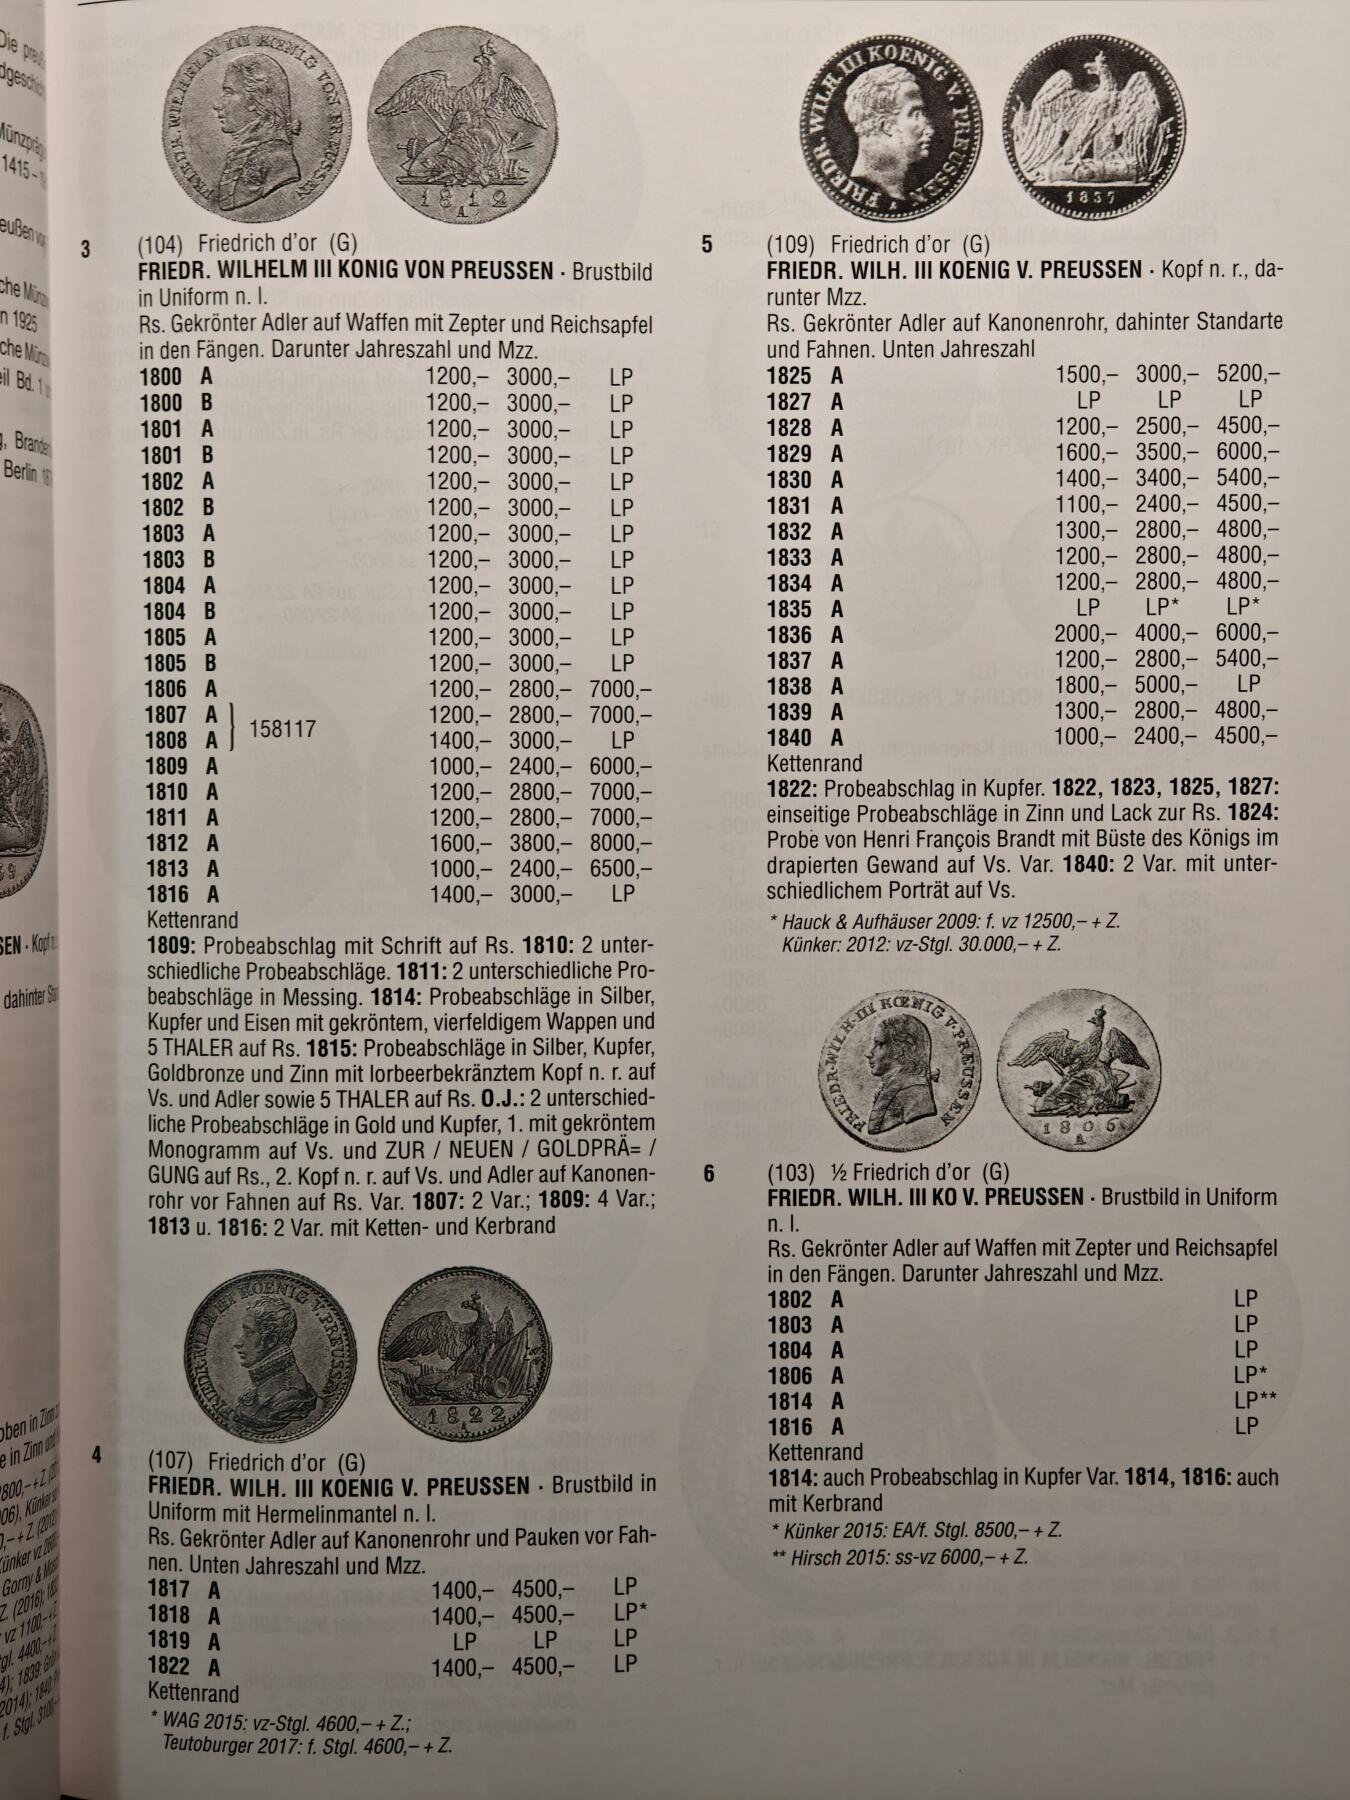 FRIEDR. WILHELM III KŒNIG VON PREUSSEN
1812
A
3 (104) Friedrich d'or (G)
FRIEDR. WILHELM III KONIG VON PREUSSEN · Brustbild
in Uniform n. l.
Rs. Gekrönter Adler auf Waffen mit Zepter und Reichsapfel
in den Fängen. Darunter Jahreszahl und Mzz.
1800 A 1200,– 3000,– LP
1800 B 1200,– 3000,– LP
1801 A 1200,– 3000,– LP
1801 B 1200,– 3000,– LP
1802 A 1200,– 3000,– LP
1802 B 1200,– 3000,– LP
1803 A 1200,– 3000,– LP
1803 B 1200,– 3000,– LP
1804 A 1200,– 3000,– LP
1804 B 1200,– 3000,– LP
1805 A 1200,– 3000,– LP
1805 B 1200,– 3000,– LP
1806 A 1200,– 2800,– 7000,–
1807 A 1200,– 2800,– 7000,–
158117
1808 A 1400,– 3000,– LP
1809 A 1000,– 2400,– 6000,–
1810 A 1200,– 2800,– 7000,–
1811 A 1200,– 2800,– 7000,–
1812 A 1600,– 3800,– 8000,–
1813 A 1000,– 2400,– 6500,–
1816 A 1400,– 3000,– LP
Kettenrand
1809: Probeabschlag mit Schrift auf Rs. 1810: 2 unter-
schiedliche Probeabschläge. 1811: 2 unterschiedliche Pro-
beabschläge in Messing. 1814: Probeabschläge in Silber,
Kupfer und Eisen mit gekröntem, vierfeldigem Wappen und
5 THALER auf Rs. 1815: Probeabschläge in Silber, Kupfer,
Goldbronze und Zinn mit lorbeerbekränztem Kopf n. r. auf
Vs. und Adler sowie 5 THALER auf Rs. O.J.: 2 unterschied-
liche Probeabschläge in Gold und Kupfer, 1. mit gekröntem
Monogramm auf Vs. und ZUR / NEUEN / GOLDPRÄ= /
GUNG auf Rs., 2. Kopf n. r. auf Vs. und Adler auf Kanonen-
rohr vor Fahnen auf Rs. Var. 1807: 2 Var.; 1809: 4 Var.;
1813 u. 1816: 2 Var. mit Ketten- und Kerbrand
FRIEDR. WILH. III KOENIG V. PREUSSEN
1822
A
4 (107) Friedrich d'or (G)
FRIEDR. WILH. III KOENIG V. PREUSSEN · Brustbild in
Uniform mit Hermelinmantel n. l.
Rs. Gekrönter Adler auf Kanonenrohr und Pauken vor Fah-
nen. Unten Jahreszahl und Mzz.
1817 A 1400,– 4500,– LP
1818 A 1400,– 4500,– LP*
1819 A LP LP LP
1822 A 1400,– 4500,– LP
Kettenrand
* WAG 2015: vz-Stgl. 4600,– + Z.;
Teutoburger 2017: f. Stgl. 4600,– + Z.
FRIEDR. WILH. III KOENIG V. PREUSSEN
A
1837
5 (109) Friedrich d'or (G)
FRIEDR. WILH. III KOENIG V. PREUSSEN · Kopf n. r., da-
runter Mzz.
Rs. Gekrönter Adler auf Kanonenrohr, dahinter Standarte
und Fahnen. Unten Jahreszahl
1825 A 1500,– 3000,– 5200,–
1827 A LP LP LP
1828 A 1200,– 2500,– 4500,–
1829 A 1600,– 3500,– 6000,–
1830 A 1400,– 3400,– 5400,–
1831 A 1100,– 2400,– 4500,–
1832 A 1300,– 2800,– 4800,–
1833 A 1200,– 2800,– 4800,–
1834 A 1200,– 2800,– 4800,–
1835 A LP LP* LP*
1836 A 2000,– 4000,– 6000,–
1837 A 1200,– 2800,– 5400,–
1838 A 1800,– 5000,– LP
1839 A 1300,– 2800,– 4800,–
1840 A 1000,– 2400,– 4500,–
Kettenrand
1822: Probeabschlag in Kupfer. 1822, 1823, 1825, 1827:
einseitige Probeabschläge in Zinn und Lack zur Rs. 1824:
Probe von Henri François Brandt mit Büste des Königs im
drapierten Gewand auf Vs. Var. 1840: 2 Var. mit unter-
schiedlichem Porträt auf Vs.
* Hauck & Aufhäuser 2009: f. vz 12500,– + Z.
Künker: 2012: vz-Stgl. 30.000,– + Z.
FRIEDR. WILH. III KŒNIG V. PREUSSEN
1806
A
6 (103) ½ Friedrich d'or (G)
FRIEDR. WILH. III KO V. PREUSSEN · Brustbild in Uniform
n. l.
Rs. Gekrönter Adler auf Waffen mit Zepter und Reichsapfel
in den Fängen. Darunter Jahreszahl und Mzz.
1802 A LP
1803 A LP
1804 A LP
1806 A LP*
1814 A LP**
1816 A LP
Kettenrand
1814: auch Probeabschlag in Kupfer Var. 1814, 1816: auch
mit Kerbrand
* Künker 2015: EA/f. Stgl. 8500,– + Z.
** Hirsch 2015: ss-vz 6000,– + Z.